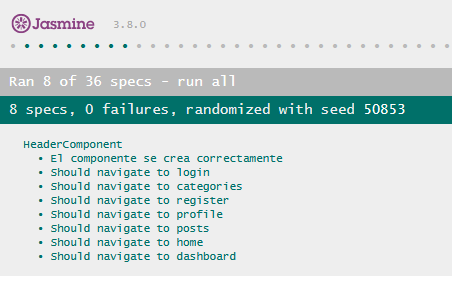 Jasmine 3.8.0
Ran 8 of 36 specs - run all
8 specs, 0 failures, randomized with seed 50853
HeaderComponent
• El componente se crea correctamente
• Should navigate to login
• Should navigate to categories
• Should navigate to register
• Should navigate to profile
• Should navigate to posts
• Should navigate to home
• Should navigate to dashboard